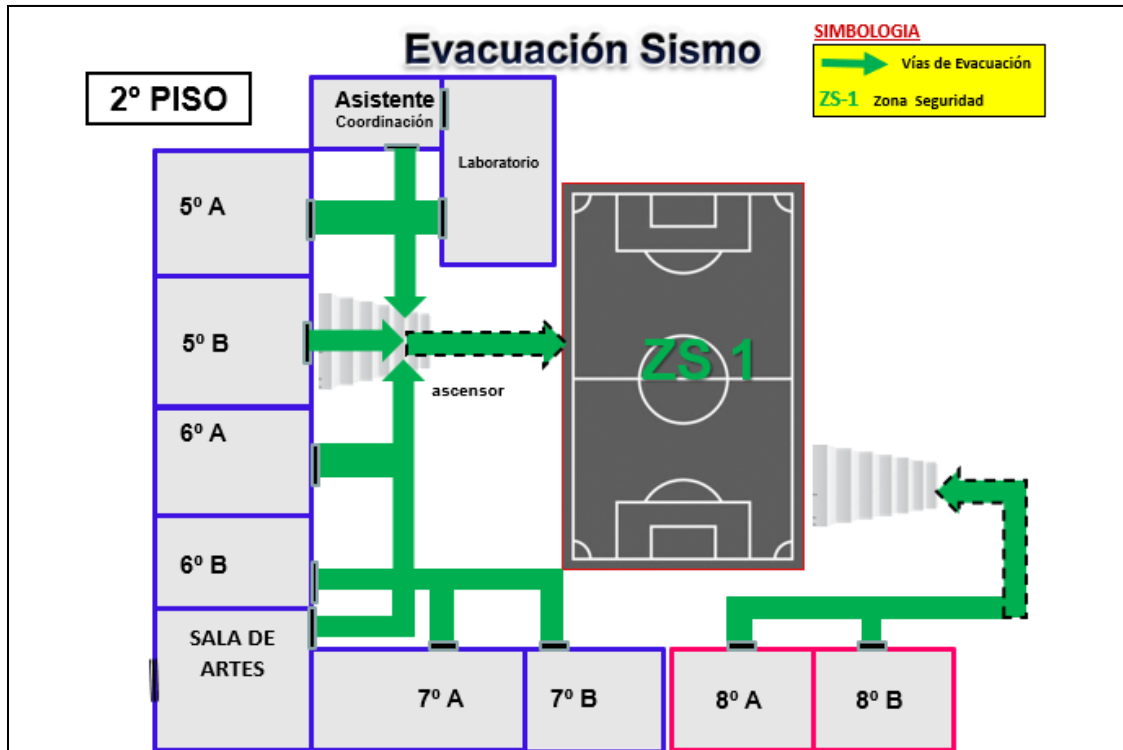 Evacuación Sismo
SIMBOLOGIA
Vías de Evacuación
ZS-1 Zona Seguridad
2º PISO
Asistente
Coordinación
Laboratorio
5º A
5º B
ascensor
ZS 1
6º A
6º B
SALA DE
ARTES
7º A
7º B
8º A
8º B